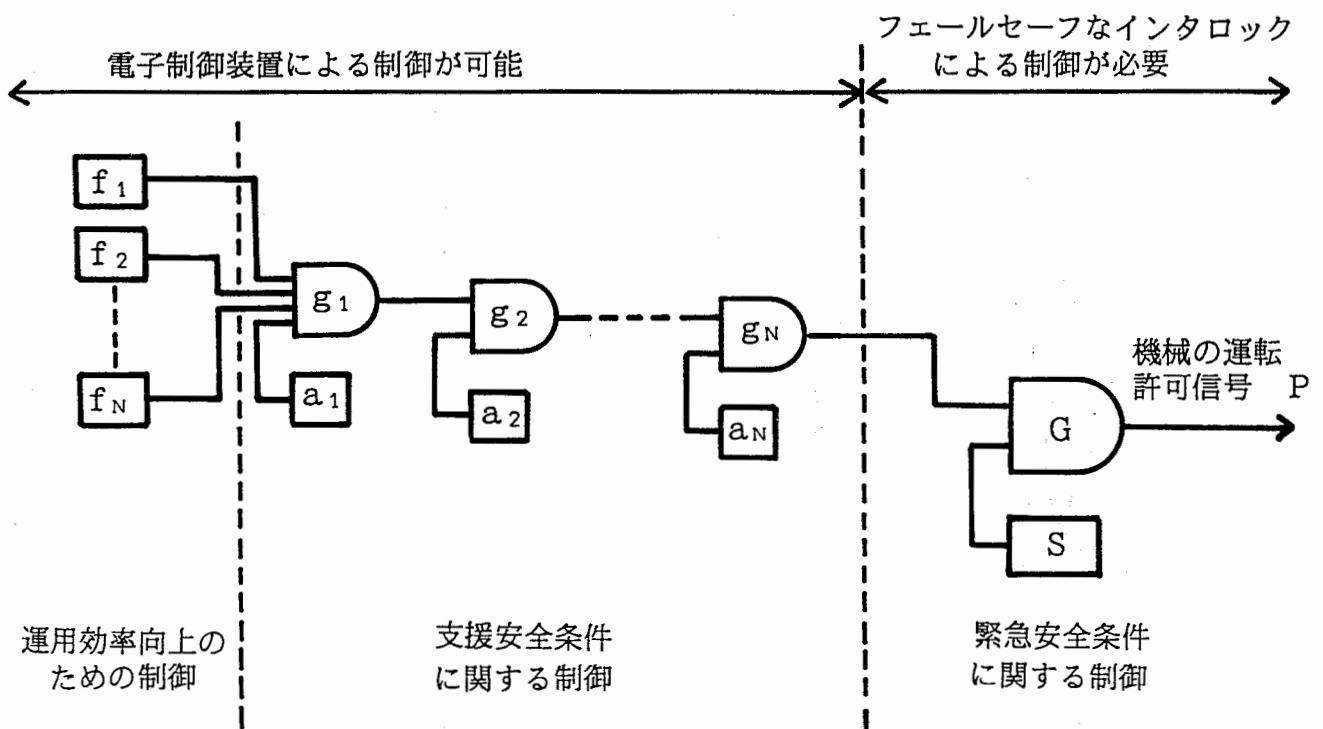 フェールセーフなインタロック
による制御が必要
電子制御装置による制御が可能
f1
f2
fN
g1
a1
g2
a2
gN
aN
機械の運転
許可信号 P
G
S
運用効率向上の
ための制御
支援安全条件
に関する制御
緊急安全条件
に関する制御